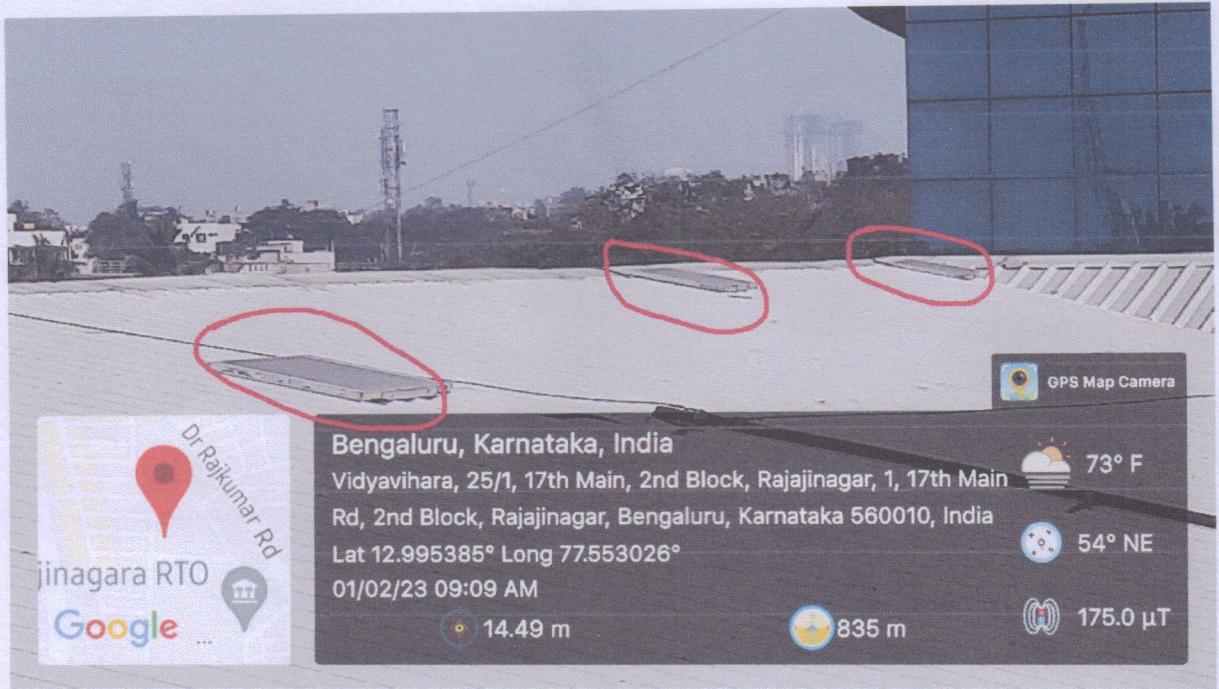 GPS Map Camera
Bengaluru, Karnataka, India
Vidyavihara, 25/1, 17th Main, 2nd Block, Rajajinagar, 1, 17th Main
Rd, 2nd Block, Rajajinagar, Bengaluru, Karnataka 560010, India
Lat 12.995385° Long 77.553026°
01/02/23 09:09 AM
14.49 m
835 m
73° F
54° NE
175.0 µT
Dr Rajkumar Rd
jinagara RTO
Google ...